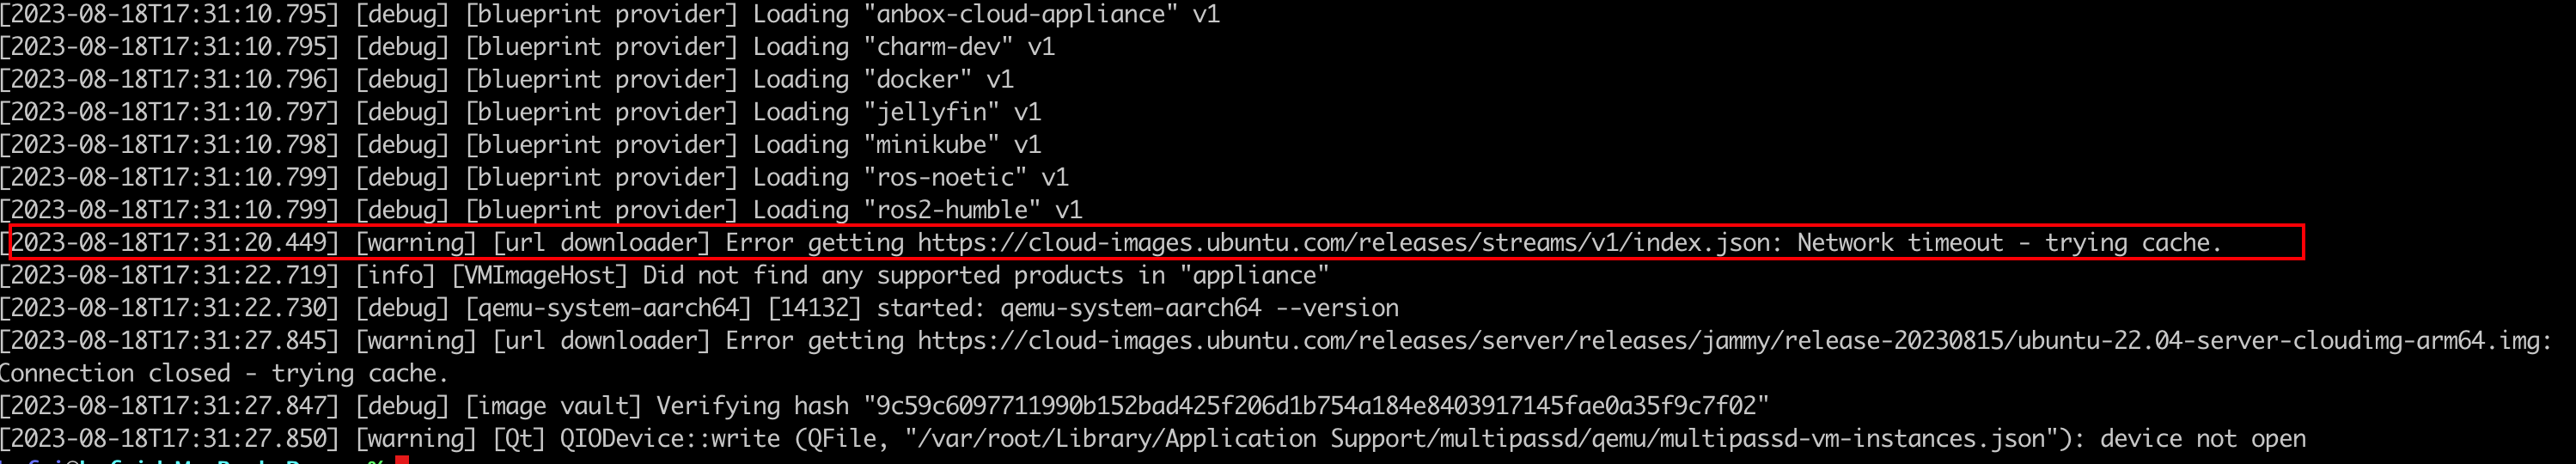 [2023-08-18T17:31:10.795] [debug] [blueprint provider] Loading "anbox-cloud-appliance" v1
[2023-08-18T17:31:10.795] [debug] [blueprint provider] Loading "charm-dev" v1
[2023-08-18T17:31:10.796] [debug] [blueprint provider] Loading "docker" v1
[2023-08-18T17:31:10.797] [debug] [blueprint provider] Loading "jellyfin" v1
[2023-08-18T17:31:10.798] [debug] [blueprint provider] Loading "minikube" v1
[2023-08-18T17:31:10.799] [debug] [blueprint provider] Loading "ros-noetic" v1
[2023-08-18T17:31:10.799] [debug] [blueprint provider] Loading "ros2-humble" v1
[2023-08-18T17:31:20.449] [warning] [url downloader] Error getting https://cloud-images.ubuntu.com/releases/streams/v1/index.json: Network timeout - trying cache.
[2023-08-18T17:31:22.719] [info] [VMImageHost] Did not find any supported products in "appliance"
[2023-08-18T17:31:22.730] [debug] [qemu-system-aarch64] [14132] started: qemu-system-aarch64 --version
[2023-08-18T17:31:27.845] [warning] [url downloader] Error getting https://cloud-images.ubuntu.com/releases/server/releases/jammy/release-20230815/ubuntu-22.04-server-cloudimg-arm64.img:
Connection closed - trying cache.
[2023-08-18T17:31:27.847] [debug] [image vault] Verifying hash "9c59c6097711990b152bad425f206d1b754a184e8403917145fae0a35f9c7f02"
[2023-08-18T17:31:27.850] [warning] [Qt] QIODevice::write (QFile, "/var/root/Library/Application Support/multipassd/qemu/multipassd-vm-instances.json"): device not open